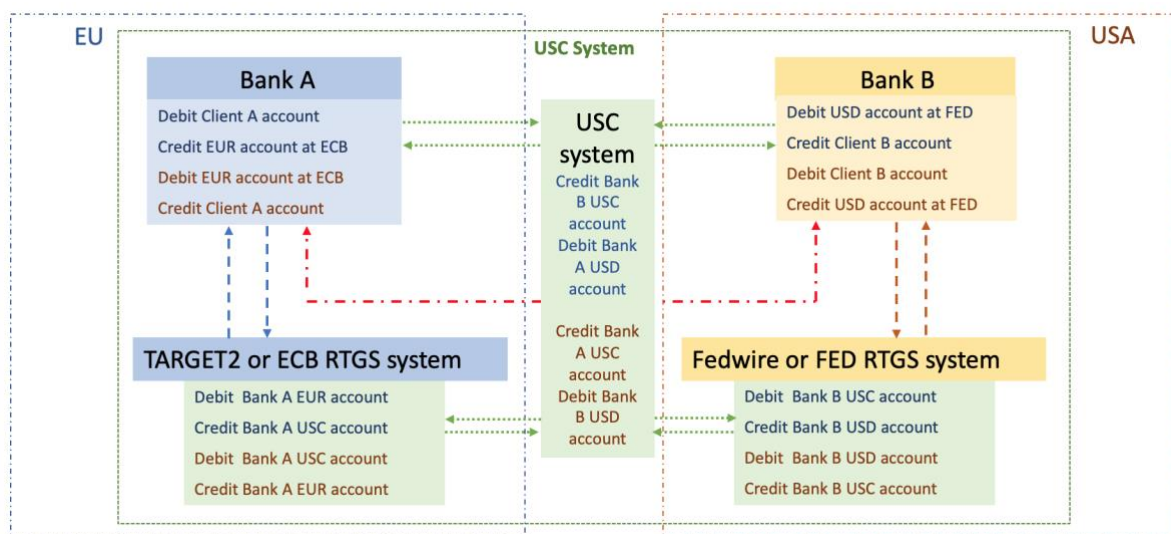 EU
USC System
USA
Bank A
Debit Client A account
Credit EUR account at ECB
Debit EUR account at ECB
Credit Client A account
USC
system
Credit Bank
B USC
account
Debit Bank
A USD
account
Credit Bank
A USC
account
Debit Bank
B USD
account
Bank B
Debit USD account at FED
Credit Client B account
Debit Client B account
Credit USD account at FED
TARGET2 or ECB RTGS system
Debit Bank A EUR account
Credit Bank A USC account
Debit Bank A USC account
Credit Bank A EUR account
Fedwire or FED RTGS system
Debit Bank B USC account
Credit Bank B USD account
Debit Bank B USD account
Credit Bank B USC account